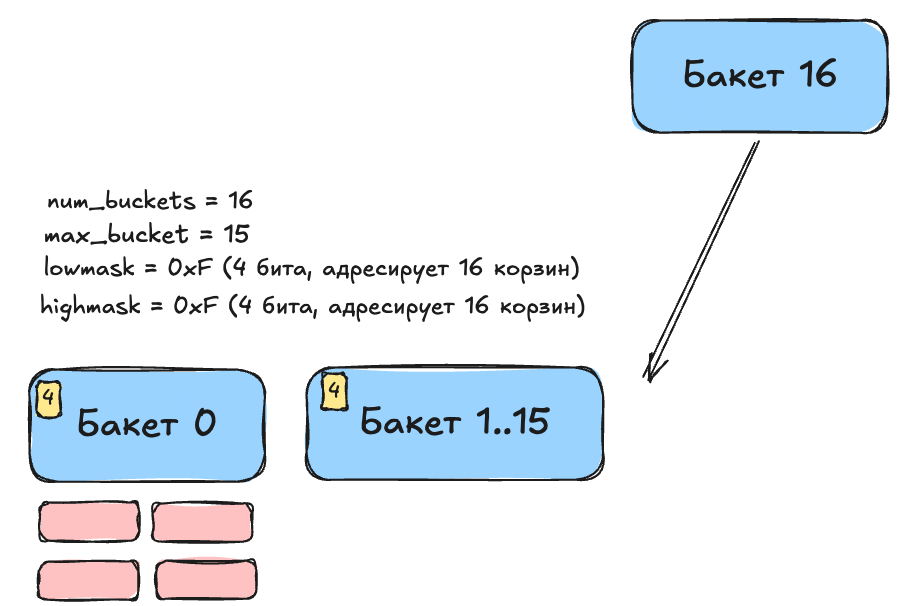 Бакет 16
num_buckets = 16
max_bucket = 15
lowmask = 0xF (4 бита, адресирует 16 корзин)
highmask = 0xF (4 бита, адресирует 16 корзин)
4
Бакет 0
4
Бакет 1..15